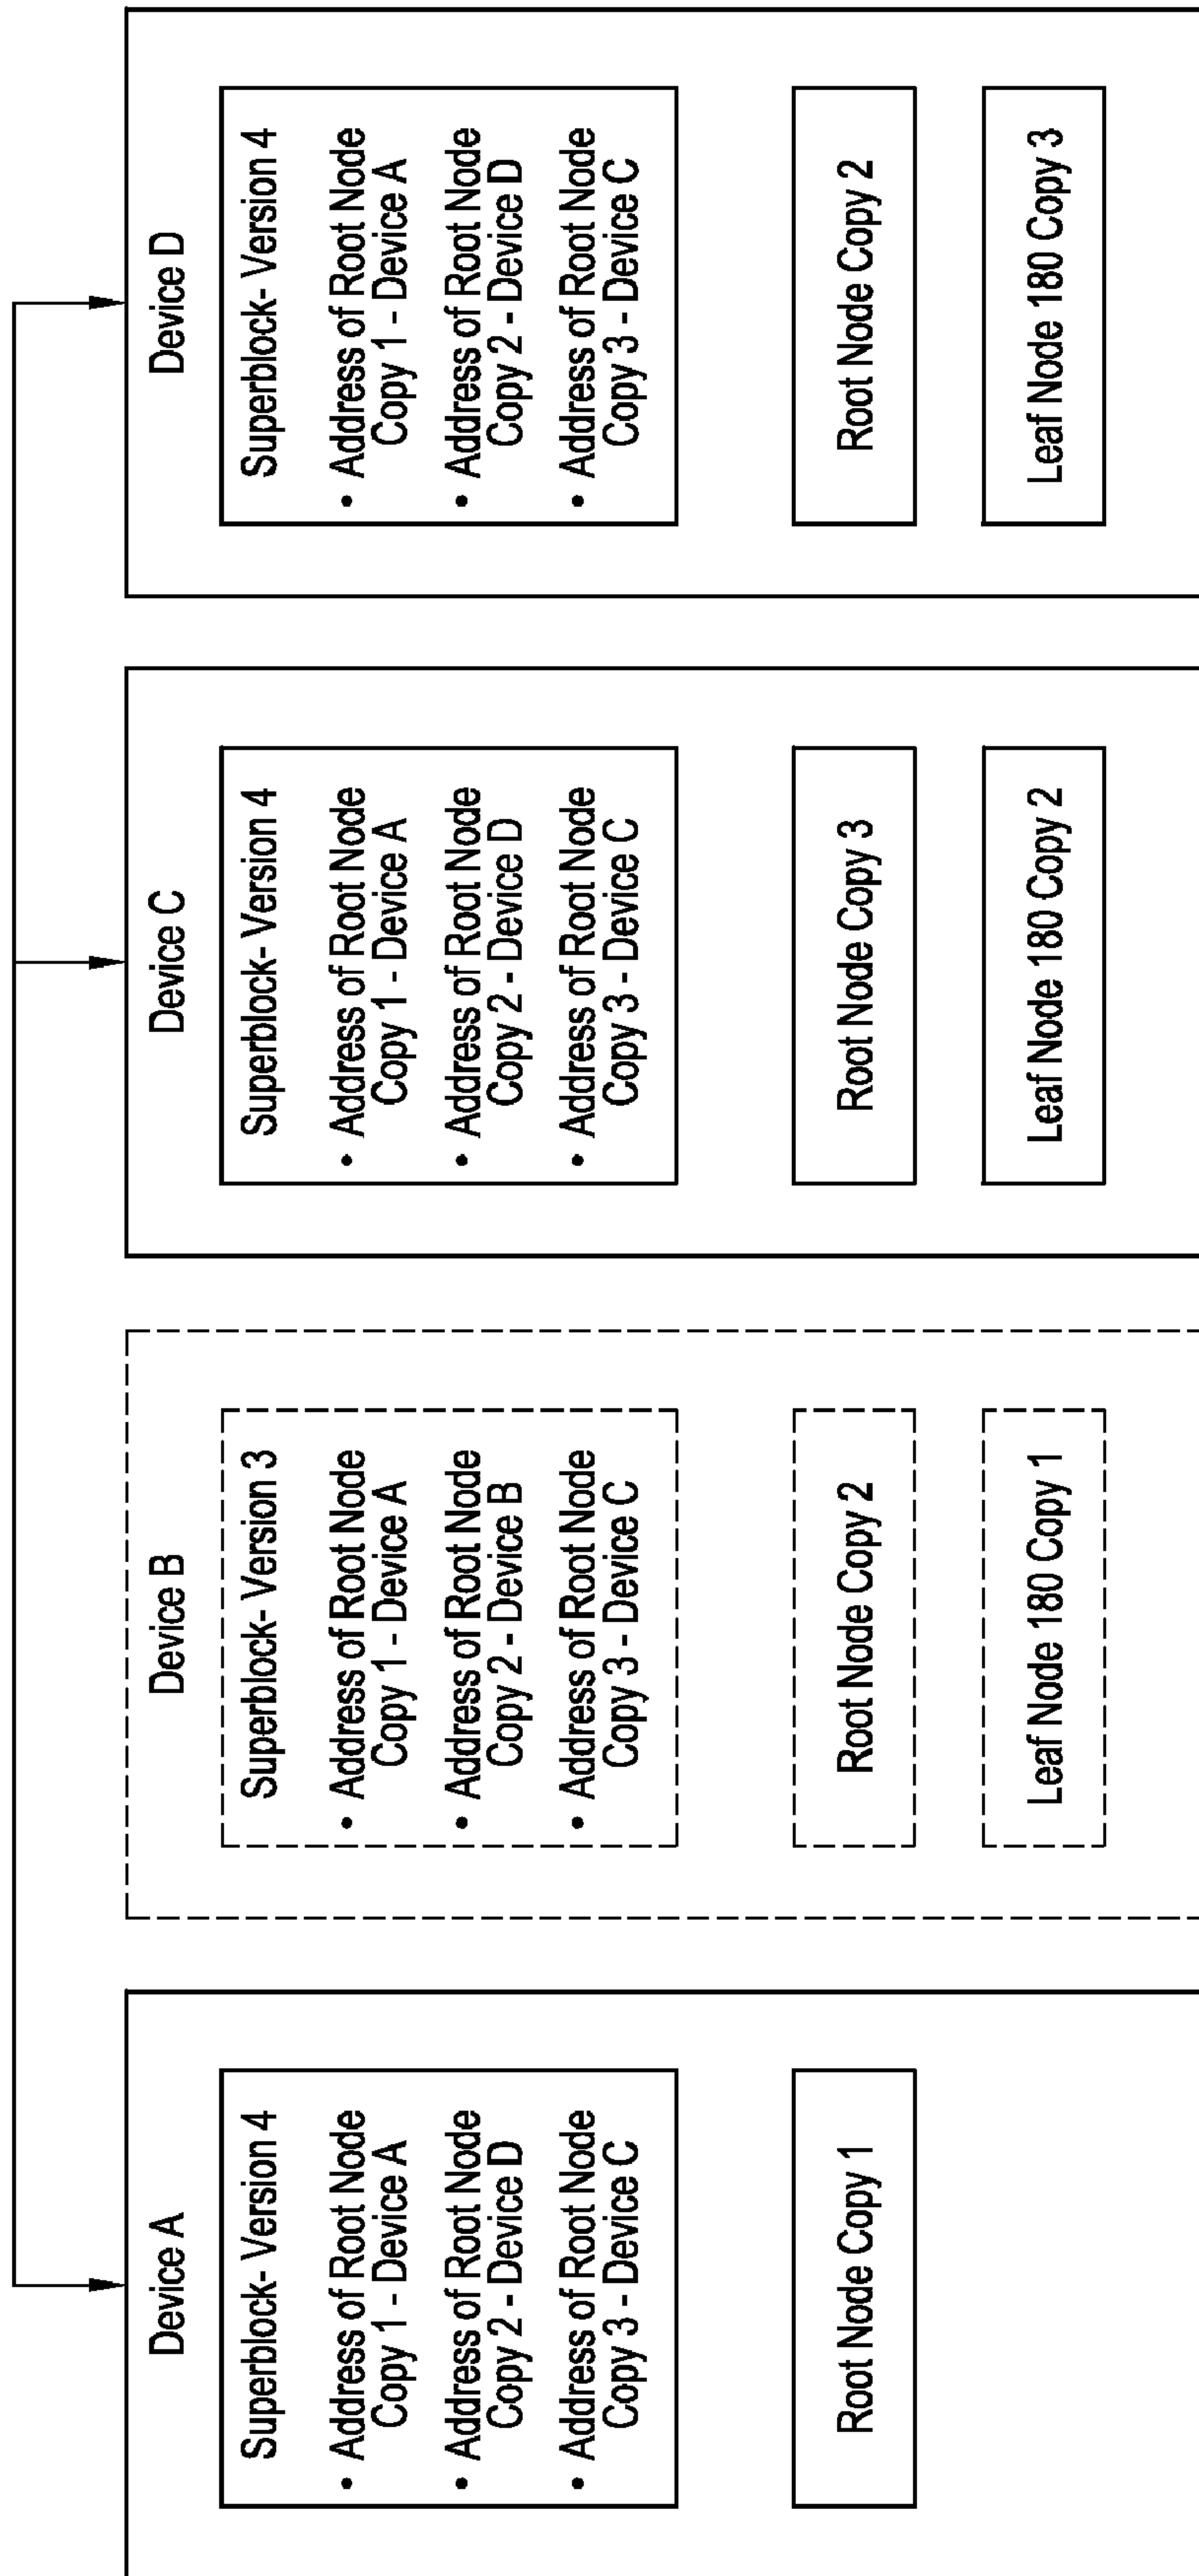 Device A
Superblock- Version 4
• Address of Root Node
Copy 1 - Device A
• Address of Root Node
Copy 2 - Device D
• Address of Root Node
Copy 3 - Device C
Root Node Copy 1
Device B
Superblock- Version 3
• Address of Root Node
Copy 1 - Device A
• Address of Root Node
Copy 2 - Device B
• Address of Root Node
Copy 3 - Device C
Root Node Copy 2
Leaf Node 180 Copy 1
Device C
Superblock- Version 4
• Address of Root Node
Copy 1 - Device A
• Address of Root Node
Copy 2 - Device D
• Address of Root Node
Copy 3 - Device C
Root Node Copy 3
Leaf Node 180 Copy 2
Device D
Superblock- Version 4
• Address of Root Node
Copy 1 - Device A
• Address of Root Node
Copy 2 - Device D
• Address of Root Node
Copy 3 - Device C
Root Node Copy 2
Leaf Node 180 Copy 3